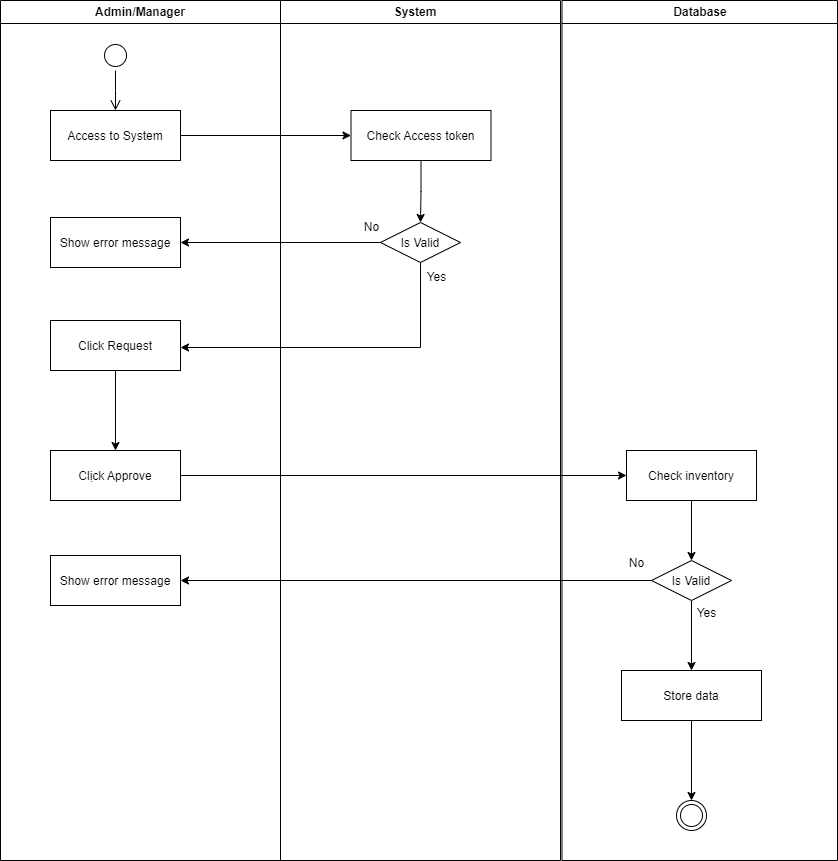 Admin/Manager
System
Database
Access to System
Check Access token
No
Show error message
Is Valid
Yes
Click Request
Click Approve
Check inventory
No
Show error message
Is Valid
Yes
Store data